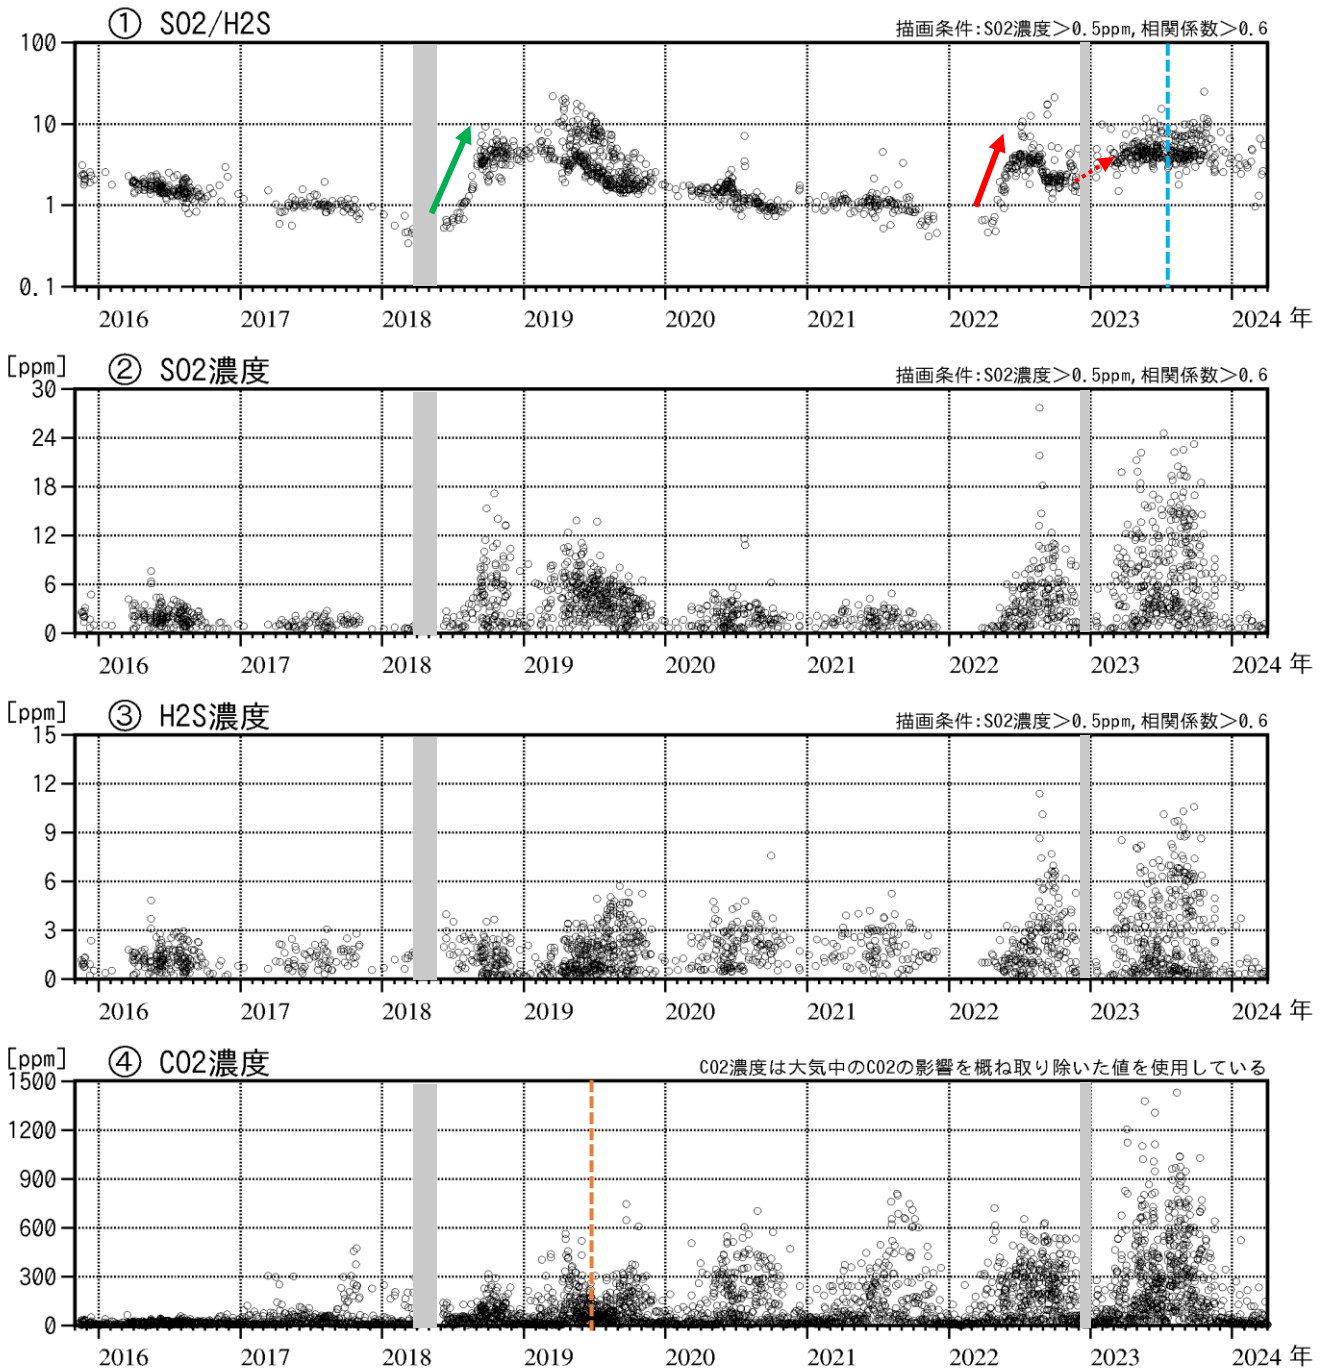 ① SO2/H2S
描画条件:SO2濃度>0.5ppm,相関係数>0.6
100
10
1
0.1
2016 2017 2018 2019 2020 2021 2022 2023 2024 年
[ppm] ② SO2濃度
描画条件:SO2濃度>0.5ppm,相関係数>0.6
30
24
18
12
6
0
2016 2017 2018 2019 2020 2021 2022 2023 2024 年
[ppm] ③ H2S濃度
描画条件:SO2濃度>0.5ppm,相関係数>0.6
15
12
9
6
3
0
2016 2017 2018 2019 2020 2021 2022 2023 2024 年
[ppm] ④ CO2濃度
CO2濃度は大気中のCO2の影響を概ね取り除いた値を使用している
1500
1200
900
600
300
0
2016 2017 2018 2019 2020 2021 2022 2023 2024 年